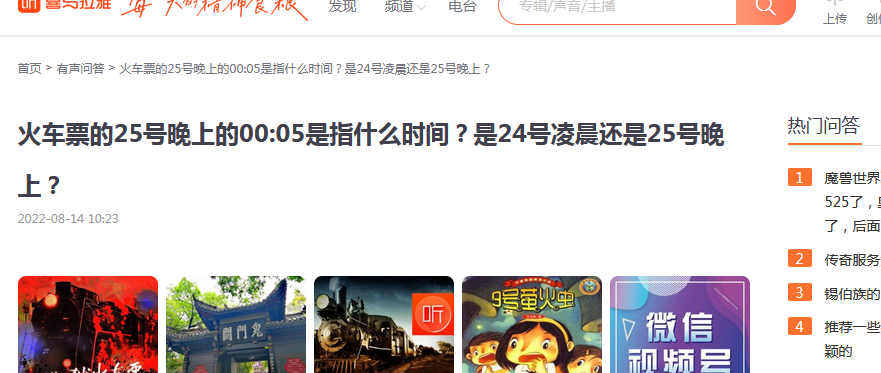 听 喜马拉雅 每一天的精神食粮 发现 频道 电台 专辑/声音/主播 上传
首页 > 有声问答 > 火车票的25号晚上的00:05是指什么时间？是24号凌晨还是25号晚上？
火车票的25号晚上的00:05是指什么时间？是24号凌晨还是25号晚
上？
2022-08-14 10:23
听
鬼門關
9号萤火虫
微信
视频号
热门问答
1 魔兽世界
525了，
了，后面
2 传奇服务
3 锡伯族的
4 推荐一些
颖的